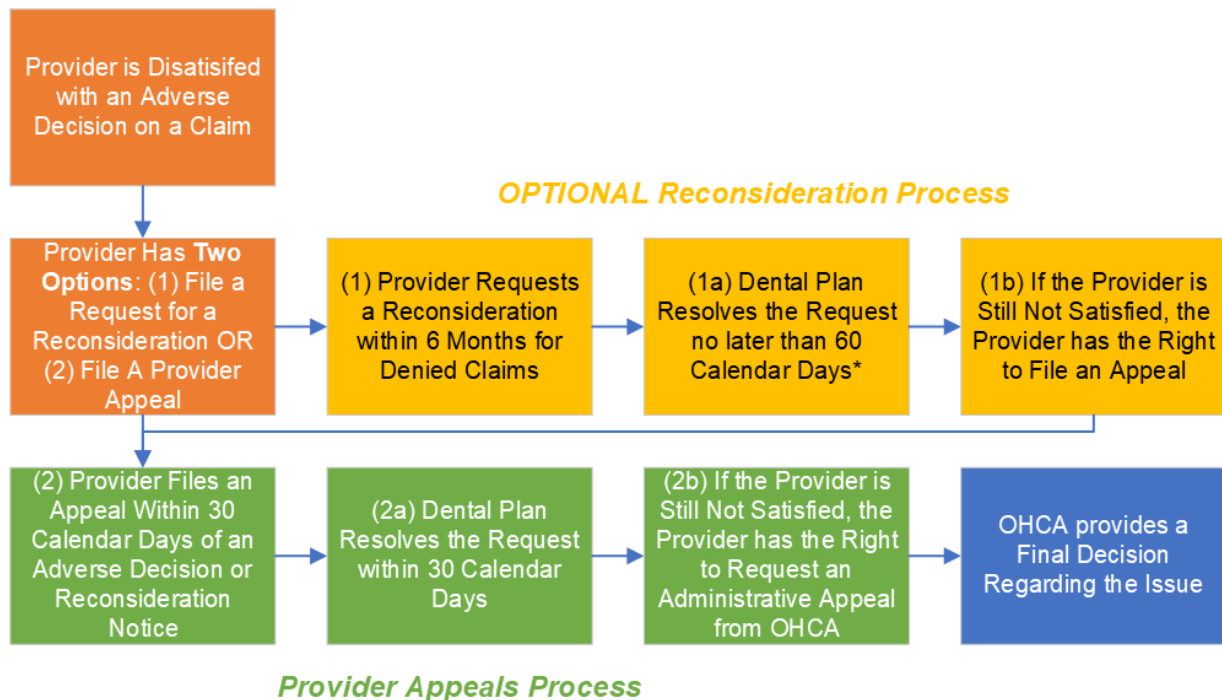 Provider is Disatisifed
with an Adverse
Decision on a Claim
OPTIONAL Reconsideration Process
Provider Has Two
Options: (1) File a
Request for a
Reconsideration OR
(2) File A Provider
Appeal
(1) Provider Requests
a Reconsideration
within 6 Months for
Denied Claims
(1a) Dental Plan
Resolves the Request
no later than 60
Calendar Days*
(1b) If the Provider is
Still Not Satisfied, the
Provider has the Right
to File an Appeal
(2) Provider Files an
Appeal Within 30
Calendar Days of an
Adverse Decision or
Reconsideration
Notice
(2a) Dental Plan
Resolves the Request
within 30 Calendar
Days
(2b) If the Provider is
Still Not Satisfied, the
Provider has the Right
to Request an
Administrative Appeal
from OHCA
OHCA provides a
Final Decision
Regarding the Issue
Provider Appeals Process